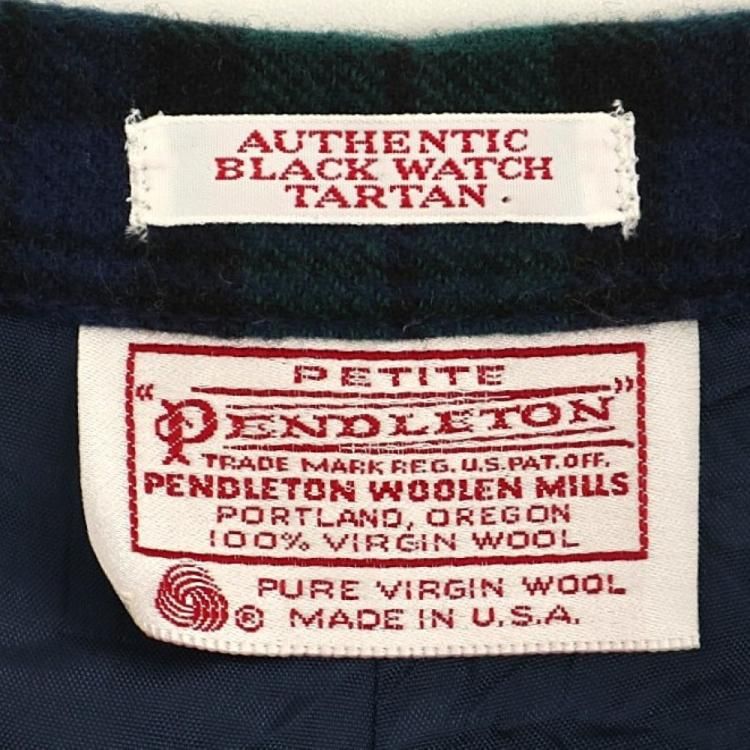 AUTHENTIC
BLACK WATCH
TARTAN
PETITE
"PENDLETON"
TRADE MARK REG. U.S. PAT. OFF.
PENDLETON WOOLEN MILLS
PORTLAND, OREGON
100% VIRGIN WOOL
PURE VIRGIN WOOL
® MADE IN U.S.A.